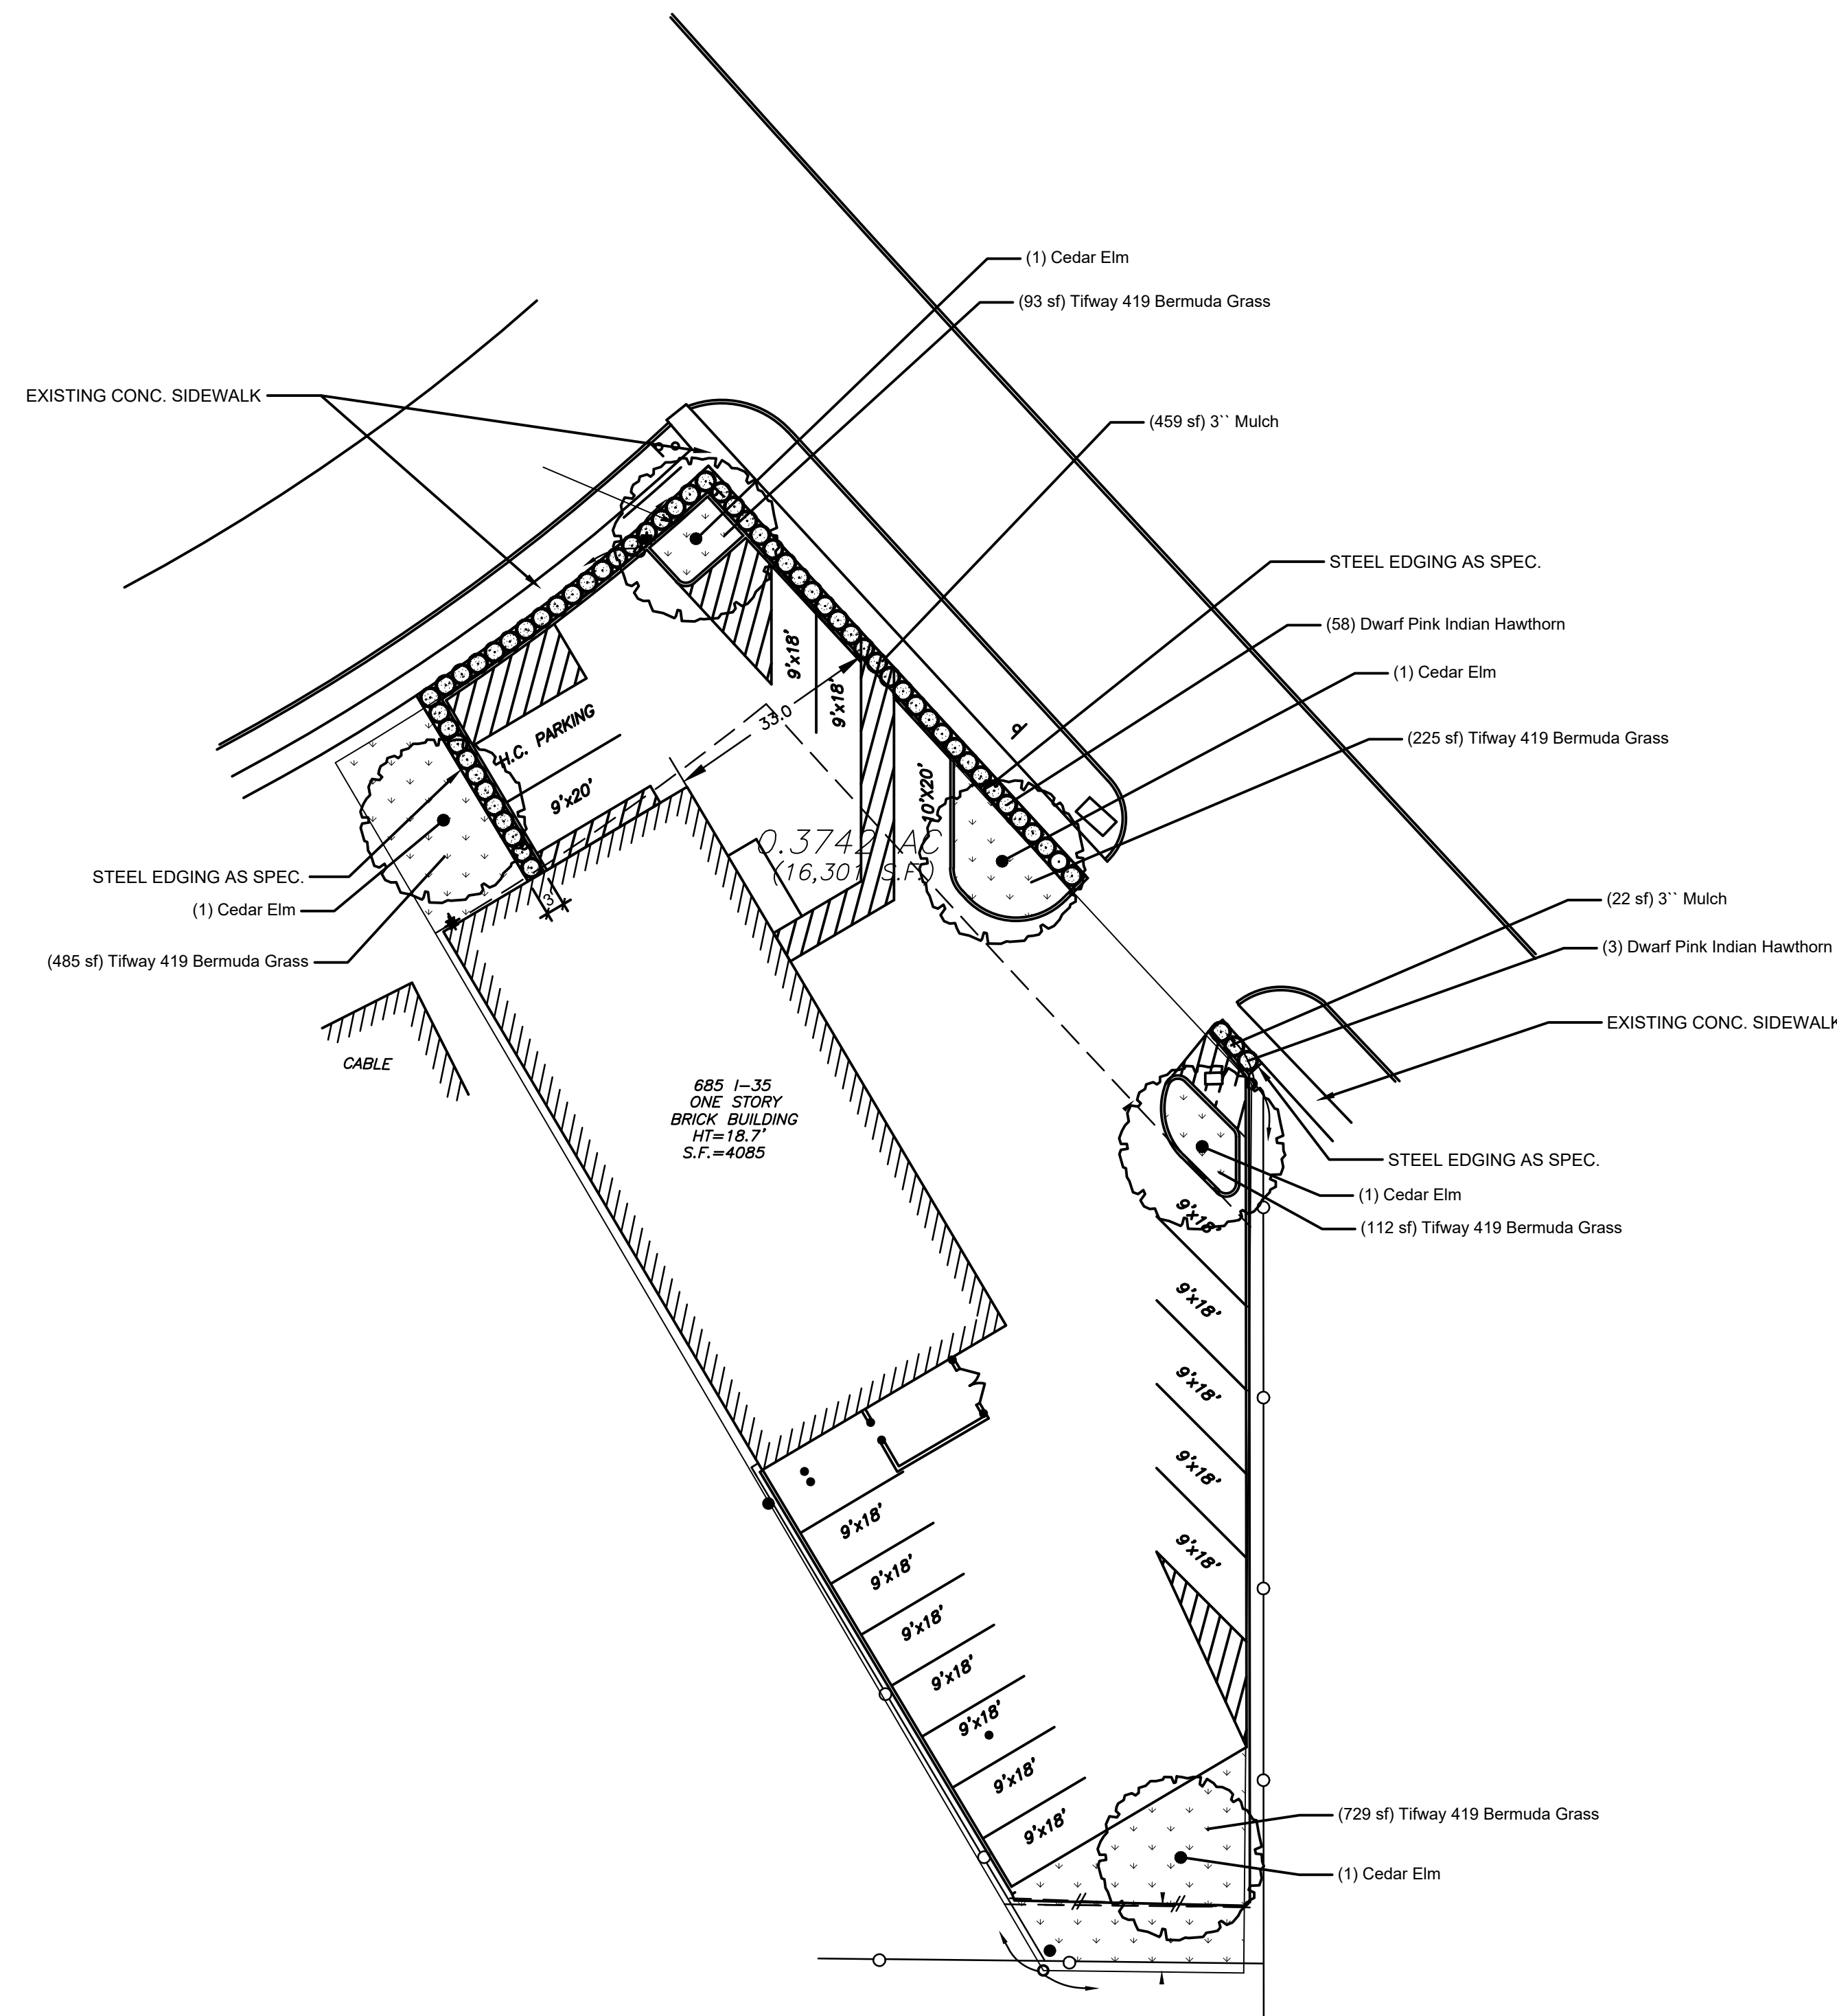 (1) Cedar Elm
(93 sf) Tifway 419 Bermuda Grass
EXISTING CONC. SIDEWALK
(459 sf) 3`` Mulch
STEEL EDGING AS SPEC.
(58) Dwarf Pink Indian Hawthorn
(1) Cedar Elm
(225 sf) Tifway 419 Bermuda Grass
9'x18'
9'x18'
33.0
H.C. PARKING
9'x20'
10'X20'
0.3742 AC
(16,301 S.F.)
STEEL EDGING AS SPEC.
(1) Cedar Elm
(485 sf) Tifway 419 Bermuda Grass
3'
(22 sf) 3`` Mulch
(3) Dwarf Pink Indian Hawthorn
EXISTING CONC. SIDEWALK
CABLE
685 I-35
ONE STORY
BRICK BUILDING
HT=18.7'
S.F.=4085
STEEL EDGING AS SPEC.
(1) Cedar Elm
(112 sf) Tifway 419 Bermuda Grass
9'x18'
9'x18'
9'x18'
9'x18'
9'x18'
9'x18'
9'x18'
9'x18'
9'x18'
9'x18'
9'x18'
9'x18'
(729 sf) Tifway 419 Bermuda Grass
(1) Cedar Elm